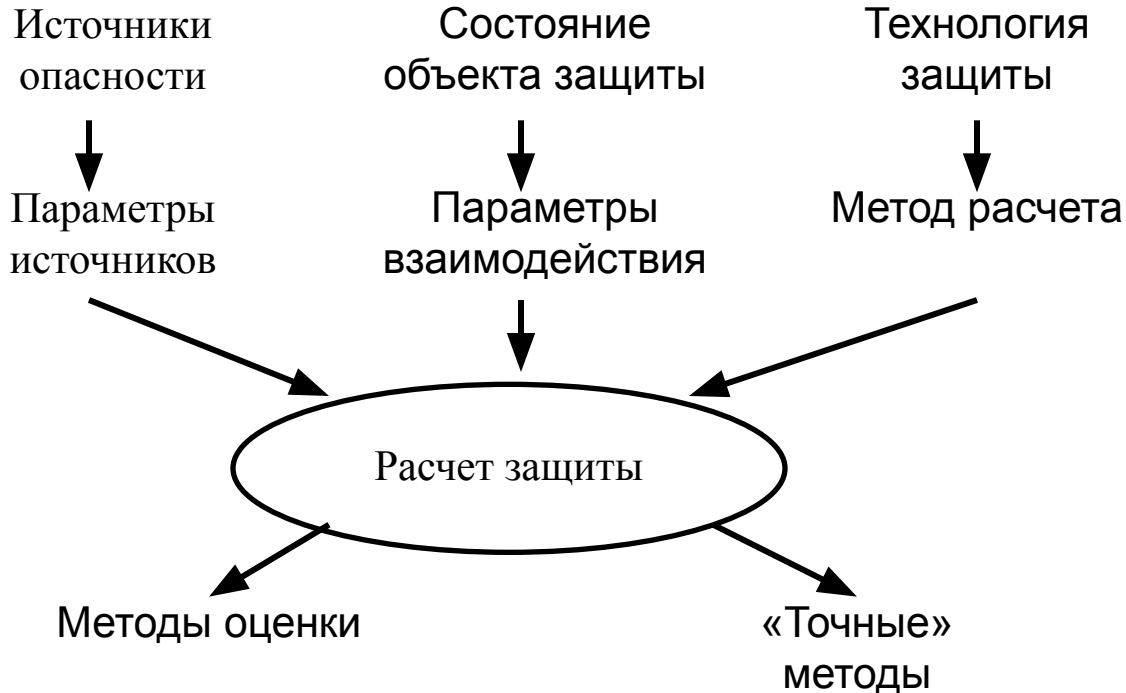 Источники
опасности
Состояние
объекта защиты
Технология
защиты
Параметры
источников
Параметры
взаимодействия
Метод расчета
Расчет защиты
Методы оценки
«Точные»
методы